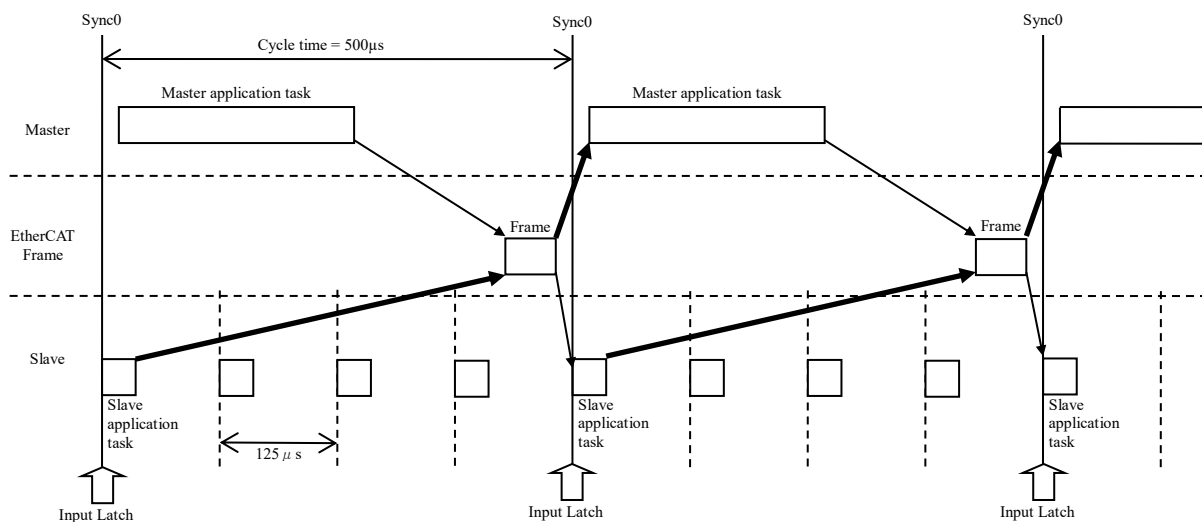 Sync0
Sync0
Sync0
Cycle time = 500µs
Master application task
Master application task
Master
EtherCAT
Frame
Frame
Frame
Slave
Slave
application
task
Slave
application
task
Slave
application
task
125 μ s
Input Latch
Input Latch
Input Latch